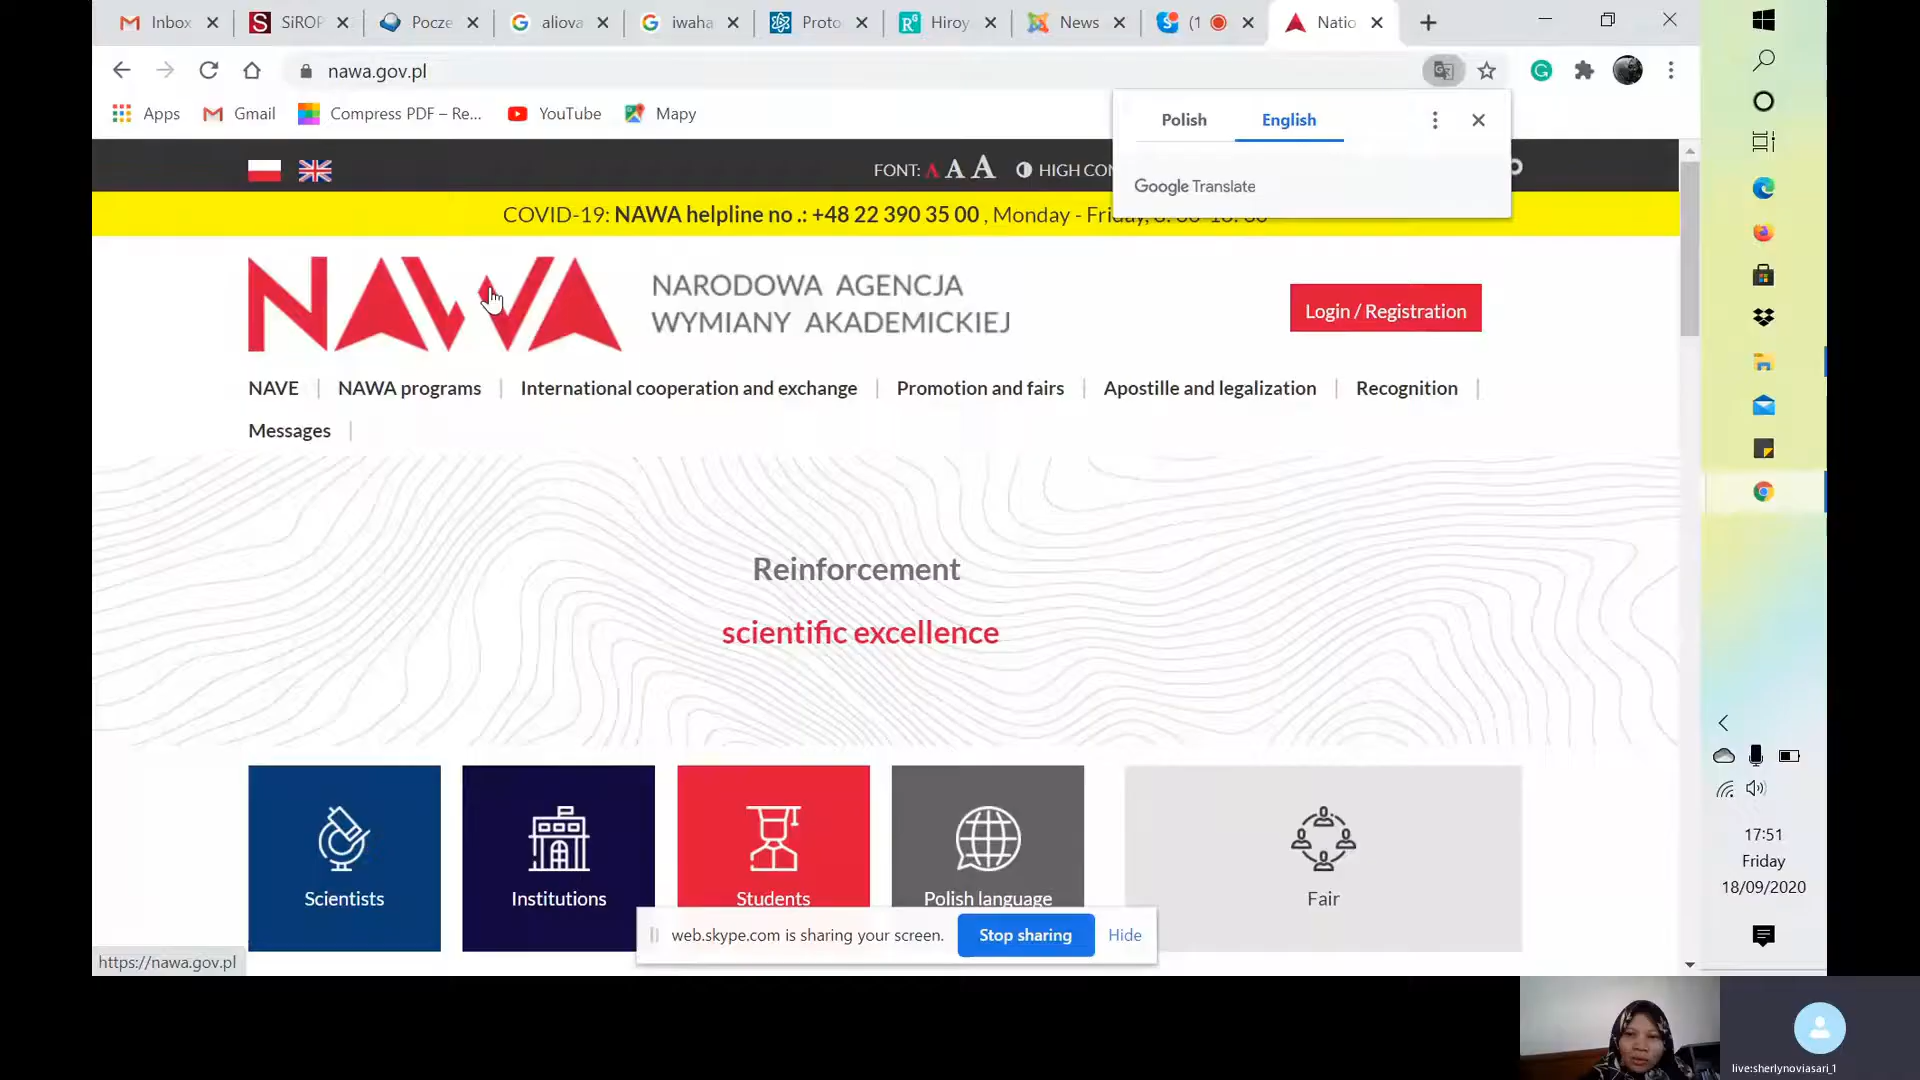 Inbox
SiROP
Pocze
aliova
iwaha
Proto
Hiroy
News
(1
Natio
nawa.gov.pl
Apps
Gmail
Compress PDF – Re...
YouTube
Mapy
Polish
English
Google Translate
FONT: A A A
HIGH CON
COVID-19: NAWA helpline no .: +48 22 390 35 00 , Monday - Friday,
NAWA
NARODOWA AGENCJA
WYMIANY AKADEMICKIEJ
Login / Registration
NAVE
NAWA programs
International cooperation and exchange
Promotion and fairs
Apostille and legalization
Recognition
Messages
Reinforcement
scientific excellence
Scientists
Institutions
Students
Polish language
Fair
web.skype.com is sharing your screen.
Stop sharing
Hide
https://nawa.gov.pl
17:51
Friday
18/09/2020
live:sherlynoviasari_1